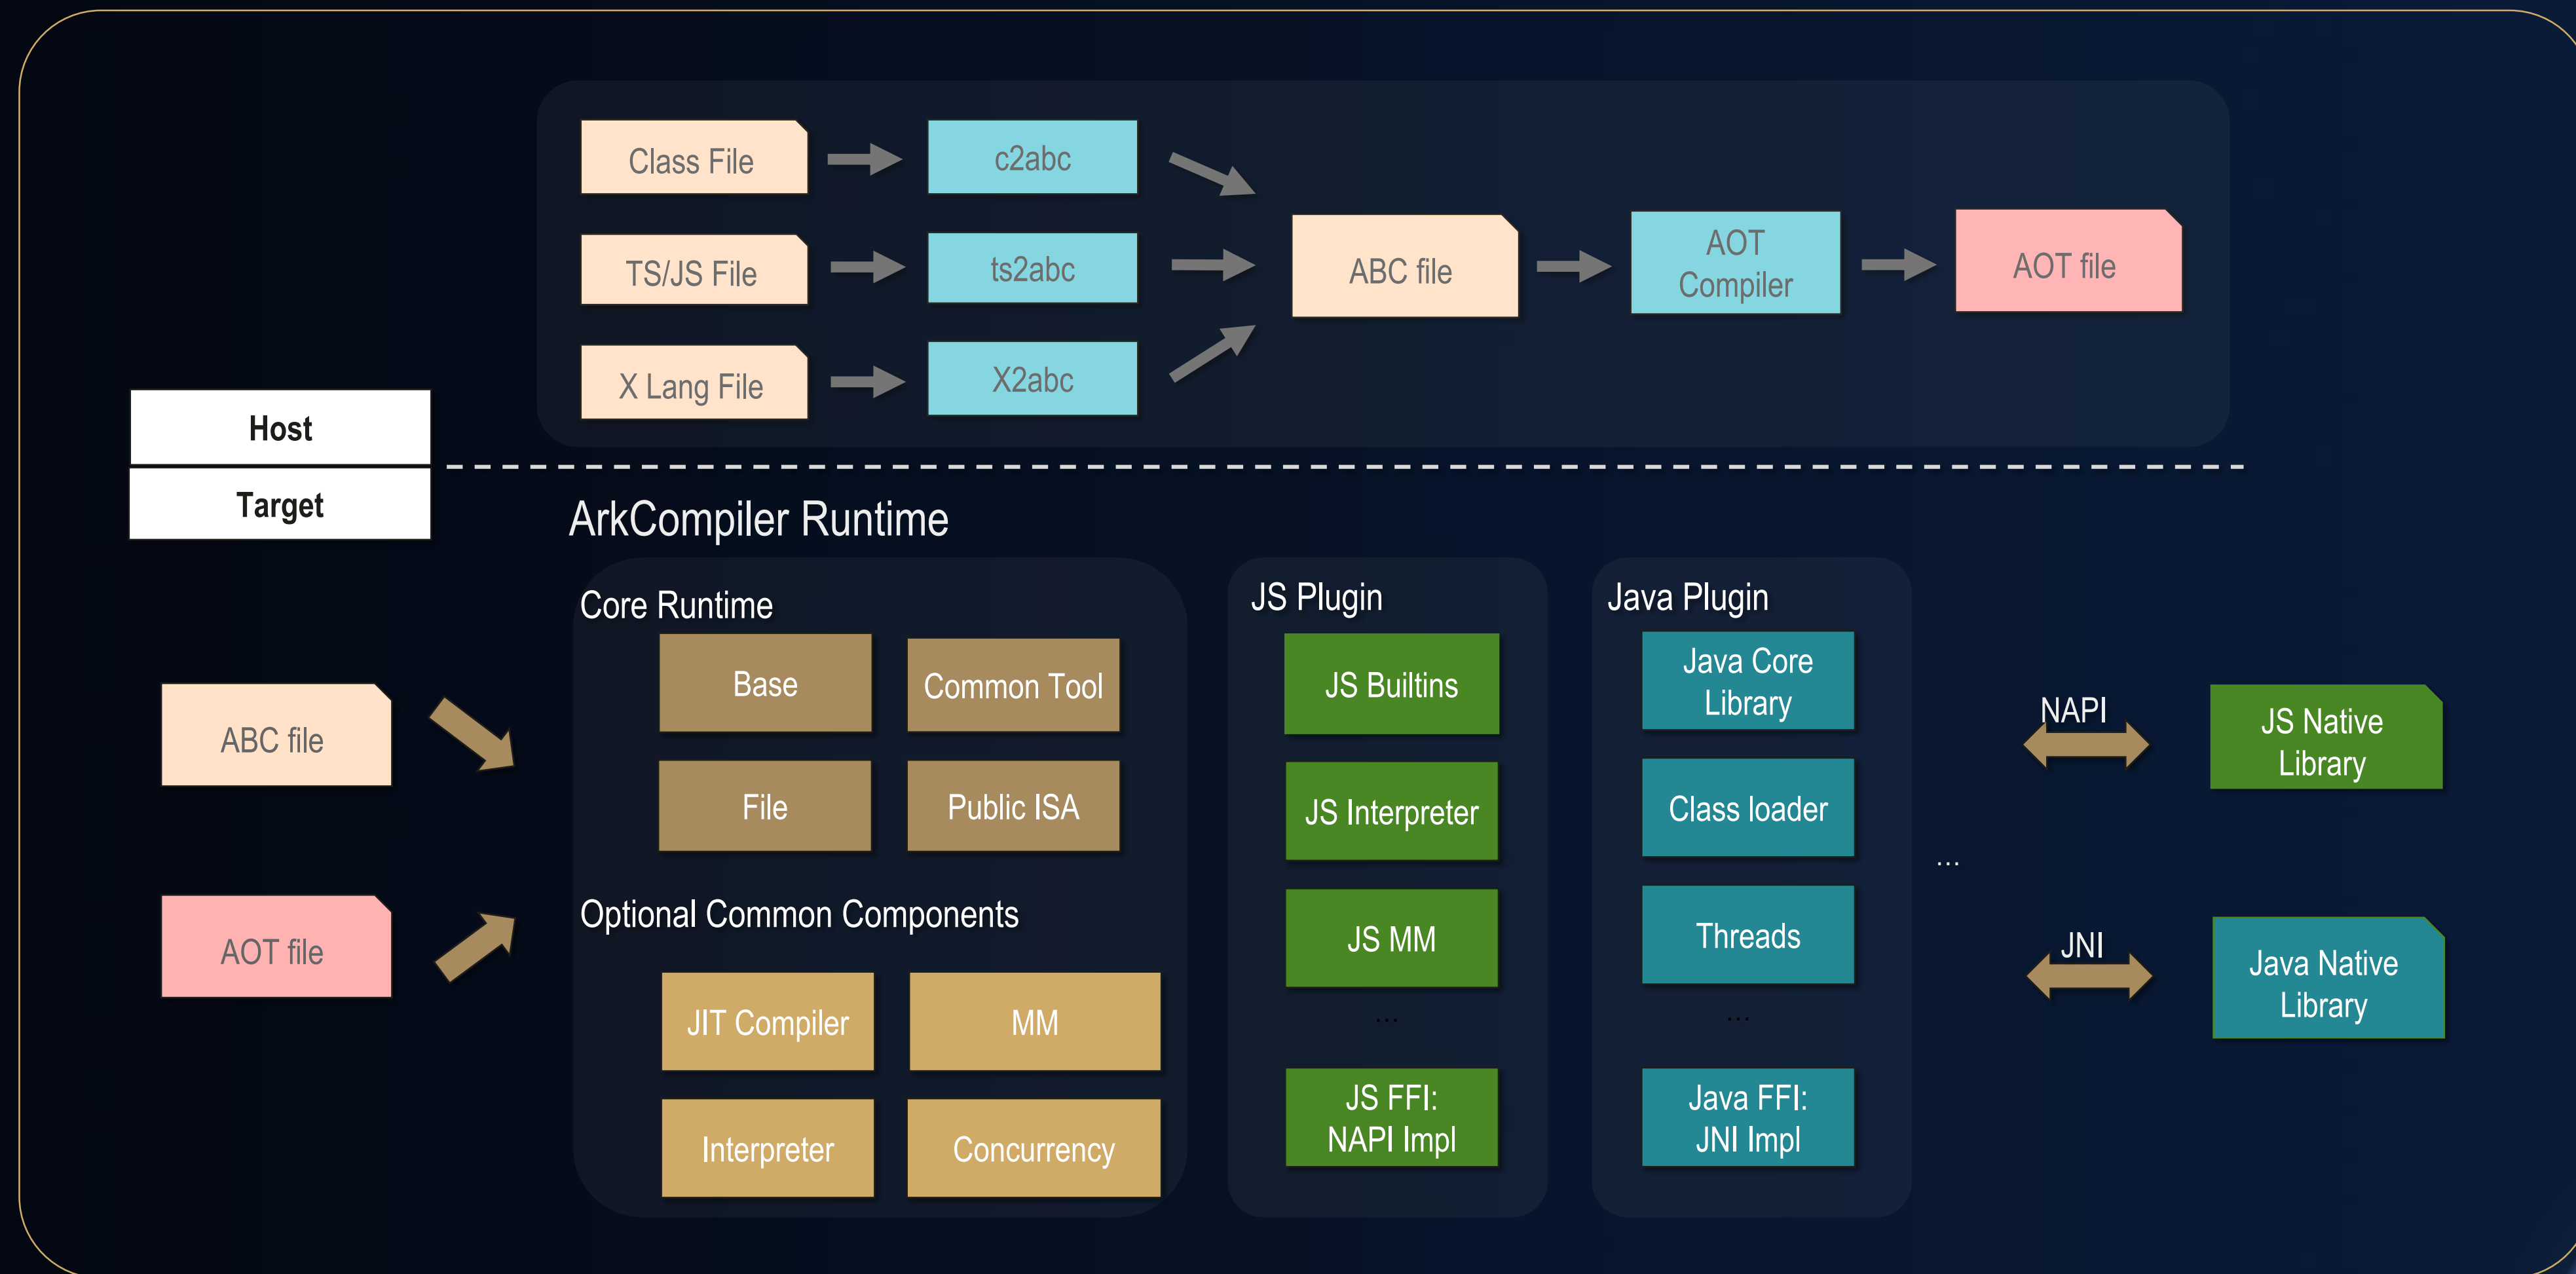 Class File
c2abc
TS/JS File
ts2abc
X Lang File
X2abc
ABC file
AOT
Compiler
AOT file
Host
Target
ArkCompiler Runtime
ABC file
AOT file
Core Runtime
Base
Common Tool
File
Public ISA
Optional Common Components
JIT Compiler
MM
Interpreter
Concurrency
JS Plugin
JS Builtins
JS Interpreter
JS MM
...
JS FFI:
NAPI Impl
Java Plugin
Java Core
Library
Class loader
Threads
...
Java FFI:
JNI Impl
...
NAPI
JS Native
Library
JNI
Java Native
Library